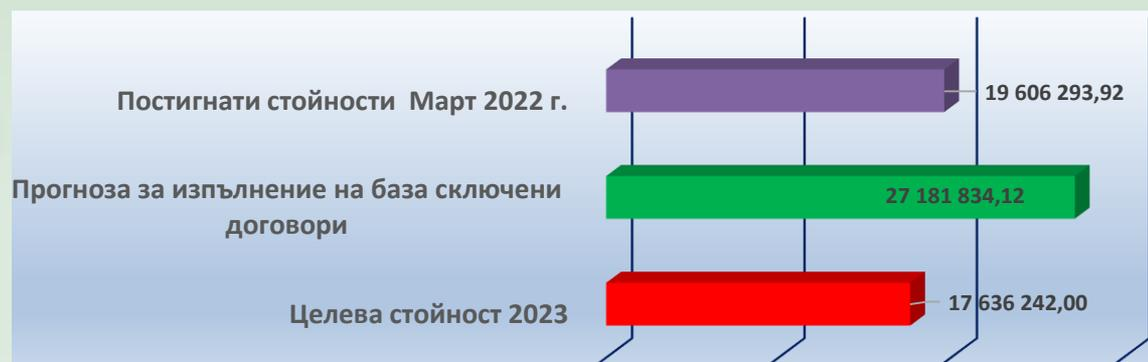 Постигнати стойности Март 2022 г.
19 606 293,92
Прогноза за изпълнение на база сключени
договори
27 181 834,12
Целева стойност 2023
17 636 242,00